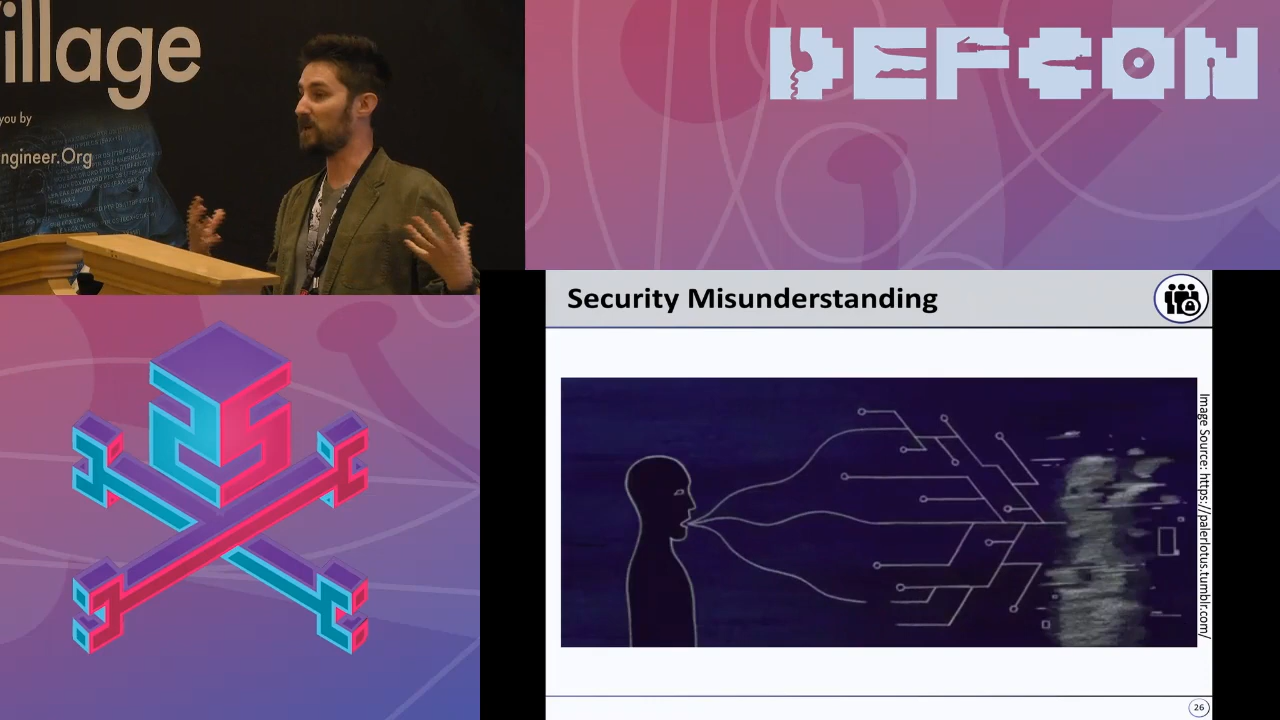 illage
you by
ngineer.Org
DEFCON
Security Misunderstanding
Image Source: https://palerlotus.tumblr.com/
26